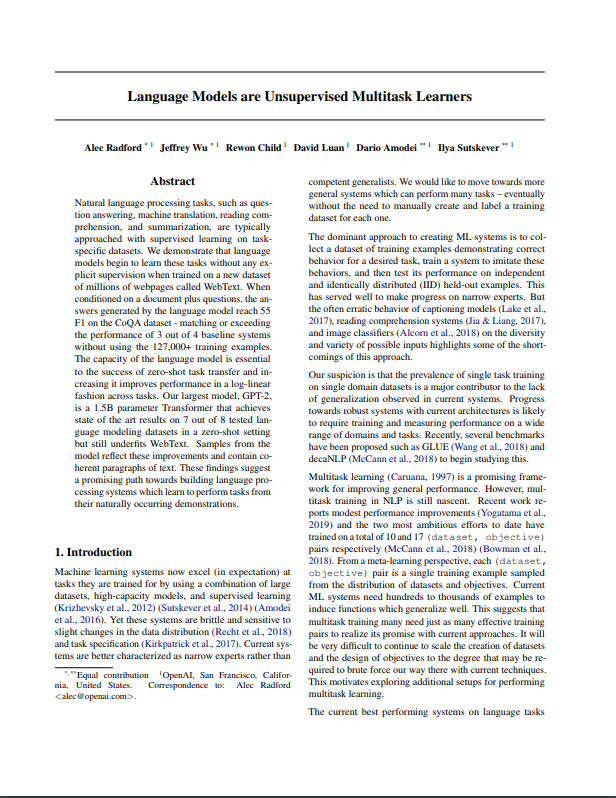 Language Models are Unsupervised Multitask Learners
Alec Radford * 1 Jeffrey Wu * 1 Rewon Child 1 David Luan 1 Dario Amodei ** 1 Ilya Sutskever ** 1
Abstract
Natural language processing tasks, such as ques-
tion answering, machine translation, reading com-
prehension, and summarization, are typically
approached with supervised learning on task-
specific datasets. We demonstrate that language
models begin to learn these tasks without any ex-
plicit supervision when trained on a new dataset
of millions of webpages called WebText. When
conditioned on a document plus questions, the an-
swers generated by the language model reach 55
F1 on the CoQA dataset - matching or exceeding
the performance of 3 out of 4 baseline systems
without using the 127,000+ training examples.
The capacity of the language model is essential
to the success of zero-shot task transfer and in-
creasing it improves performance in a log-linear
fashion across tasks. Our largest model, GPT-2,
is a 1.5B parameter Transformer that achieves
state of the art results on 7 out of 8 tested lan-
guage modeling datasets in a zero-shot setting
but still underfits WebText. Samples from the
model reflect these improvements and contain co-
herent paragraphs of text. These findings suggest
a promising path towards building language pro-
cessing systems which learn to perform tasks from
their naturally occurring demonstrations.
1. Introduction
Machine learning systems now excel (in expectation) at
tasks they are trained for by using a combination of large
datasets, high-capacity models, and supervised learning
(Krizhevsky et al., 2012) (Sutskever et al., 2014) (Amodei
et al., 2016). Yet these systems are brittle and sensitive to
slight changes in the data distribution (Recht et al., 2018)
and task specification (Kirkpatrick et al., 2017). Current sys-
tems are better characterized as narrow experts rather than
*, **Equal contribution 1OpenAI, San Francisco, Califor-
nia, United States. Correspondence to: Alec Radford
<alec@openai.com>.
competent generalists. We would like to move towards more
general systems which can perform many tasks – eventually
without the need to manually create and label a training
dataset for each one.
The dominant approach to creating ML systems is to col-
lect a dataset of training examples demonstrating correct
behavior for a desired task, train a system to imitate these
behaviors, and then test its performance on independent
and identically distributed (IID) held-out examples. This
has served well to make progress on narrow experts. But
the often erratic behavior of captioning models (Lake et al.,
2017), reading comprehension systems (Jia & Liang, 2017),
and image classifiers (Alcorn et al., 2018) on the diversity
and variety of possible inputs highlights some of the short-
comings of this approach.
Our suspicion is that the prevalence of single task training
on single domain datasets is a major contributor to the lack
of generalization observed in current systems. Progress
towards robust systems with current architectures is likely
to require training and measuring performance on a wide
range of domains and tasks. Recently, several benchmarks
have been proposed such as GLUE (Wang et al., 2018) and
decaNLP (McCann et al., 2018) to begin studying this.
Multitask learning (Caruana, 1997) is a promising frame-
work for improving general performance. However, mul-
titask training in NLP is still nascent. Recent work re-
ports modest performance improvements (Yogatama et al.,
2019) and the two most ambitious efforts to date have
trained on a total of 10 and 17 (dataset, objective)
pairs respectively (McCann et al., 2018) (Bowman et al.,
2018). From a meta-learning perspective, each (dataset,
objective) pair is a single training example sampled
from the distribution of datasets and objectives. Current
ML systems need hundreds to thousands of examples to
induce functions which generalize well. This suggests that
multitask training many need just as many effective training
pairs to realize its promise with current approaches. It will
be very difficult to continue to scale the creation of datasets
and the design of objectives to the degree that may be re-
quired to brute force our way there with current techniques.
This motivates exploring additional setups for performing
multitask learning.
The current best performing systems on language tasks